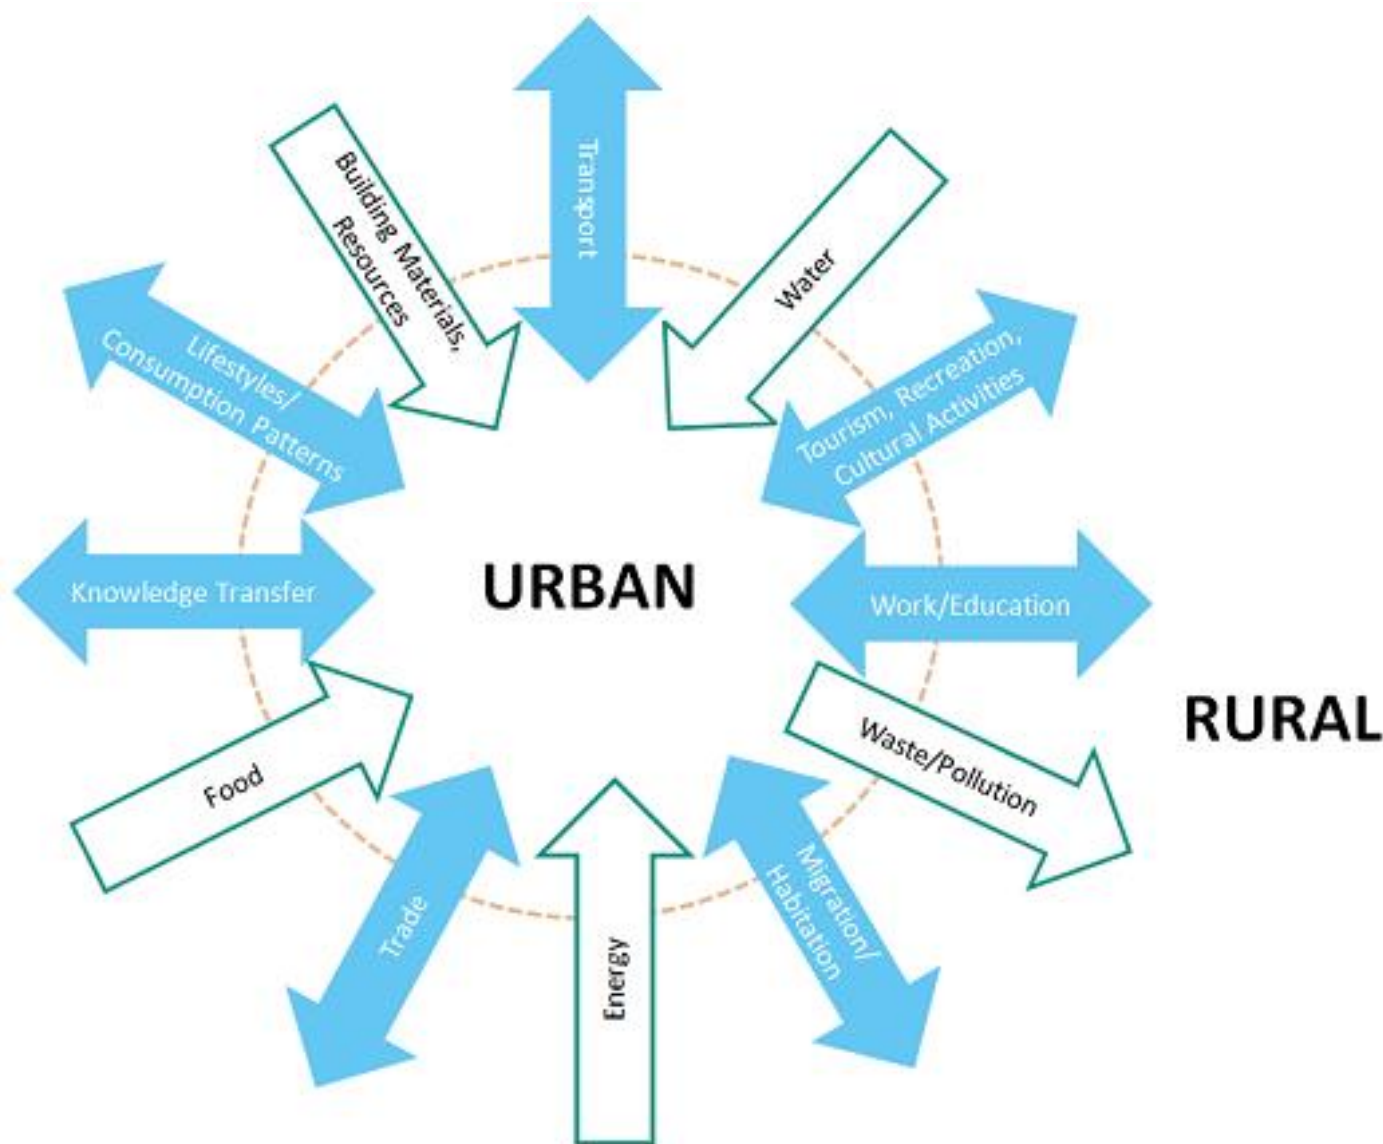 Transport
Building Materials,
Resources
Water
Lifestyles/
Consumption Patterns
Tourism, Recreation,
Cultural Activities
Knowledge Transfer
URBAN
Work/Education
RURAL
Waste/Pollution
Food
Trade
Energy
Migration/
Habitation